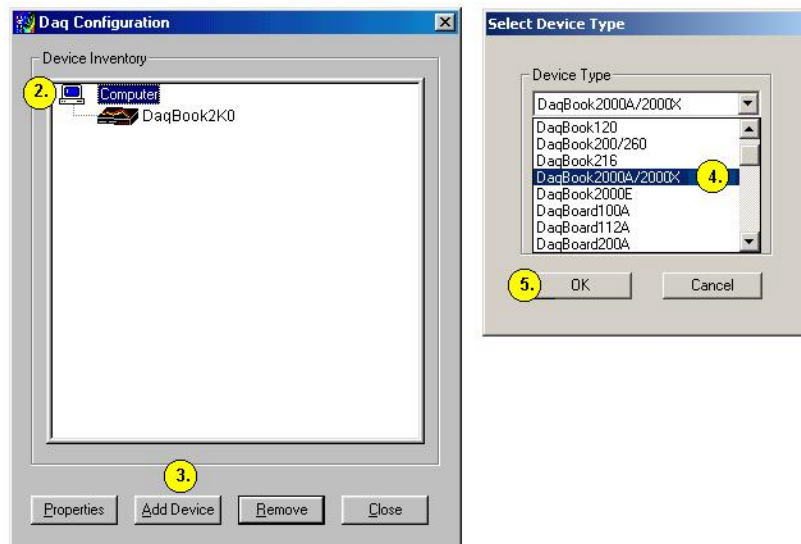 Daq Configuration
Device Inventory
2.
Computer
DaqBook2K0
3.
Properties
Add Device
Remove
Close
Select Device Type
Device Type
DaqBook2000A/2000X
DaqBook120
DaqBook200/260
DaqBook216
DaqBook2000A/2000X
4.
DaqBook2000E
DaqBoard100A
DaqBoard112A
DaqBoard200A
5.
OK
Cancel